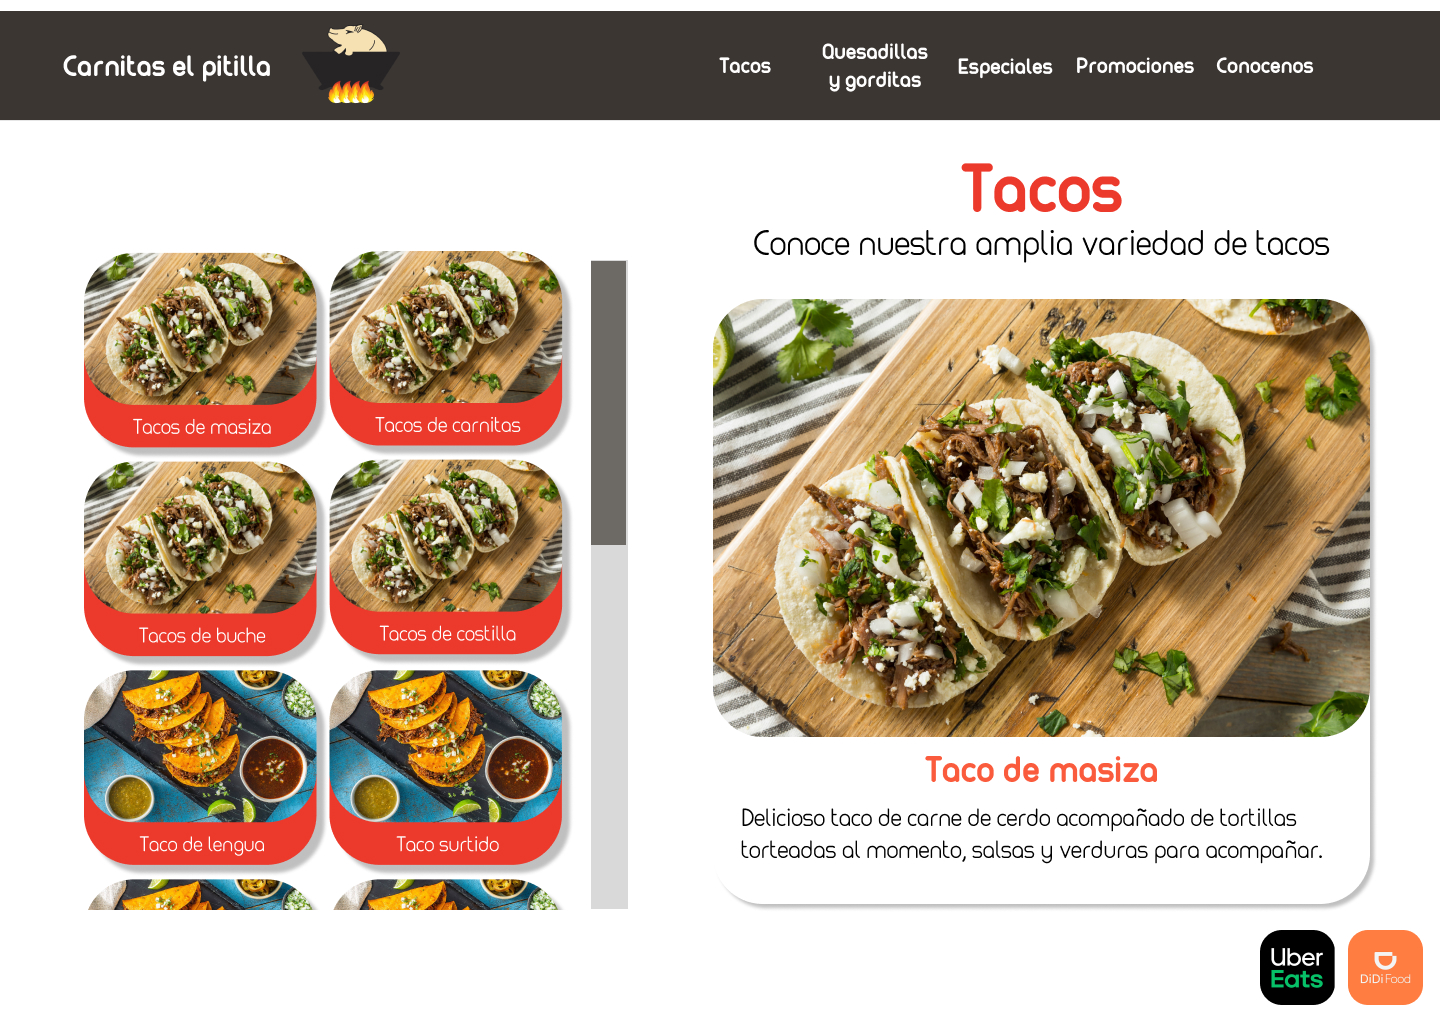 Carnitas el pitilla
Tacos
Quesadillas
y gorditas
Especiales
Promociones
Conocenos
Tacos
Conoce nuestra amplia variedad de tacos
Tacos de masiza
Tacos de carnitas
Tacos de buche
Tacos de costilla
Taco de lengua
Taco surtido
Taco de masiza
Delicioso taco de carne de cerdo acompañado de tortillas
torteadas al momento, salsas y verduras para acompañar.
Uber
Eats
DiDi Food